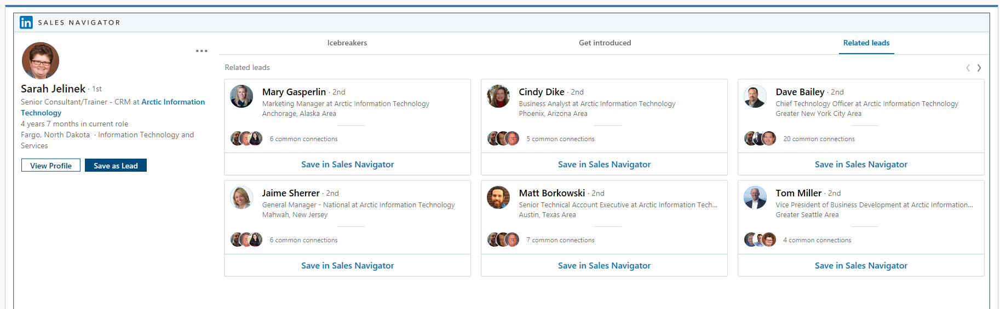 in SALES NAVIGATOR
Icebreakers
Get introduced
Related leads
Sarah Jelinek · 1st
Senior Consultant/Trainer - CRM at Arctic Information
Technology
4 years 7 months in current role
Fargo, North Dakota · Information Technology and
Services
View Profile
Save as Lead
Related leads
Mary Gasperlin · 2nd
Marketing Manager at Arctic Information Technology
Anchorage, Alaska Area
6 common connections
Save in Sales Navigator
Cindy Dike · 2nd
Business Analyst at Arctic Information Technology
Phoenix, Arizona Area
5 common connections
Save in Sales Navigator
Dave Bailey · 2nd
Chief Technology Officer at Arctic Information Technology
Greater New York City Area
20 common connections
Save in Sales Navigator
Jaime Sherrer · 2nd
General Manager - National at Arctic Information Technology
Mahwah, New Jersey
6 common connections
Save in Sales Navigator
Matt Borkowski · 2nd
Senior Technical Account Executive at Arctic Information Tech...
Austin, Texas Area
7 common connections
Save in Sales Navigator
Tom Miller · 2nd
Vice President of Business Development at Arctic Information...
Greater Seattle Area
4 common connections
Save in Sales Navigator